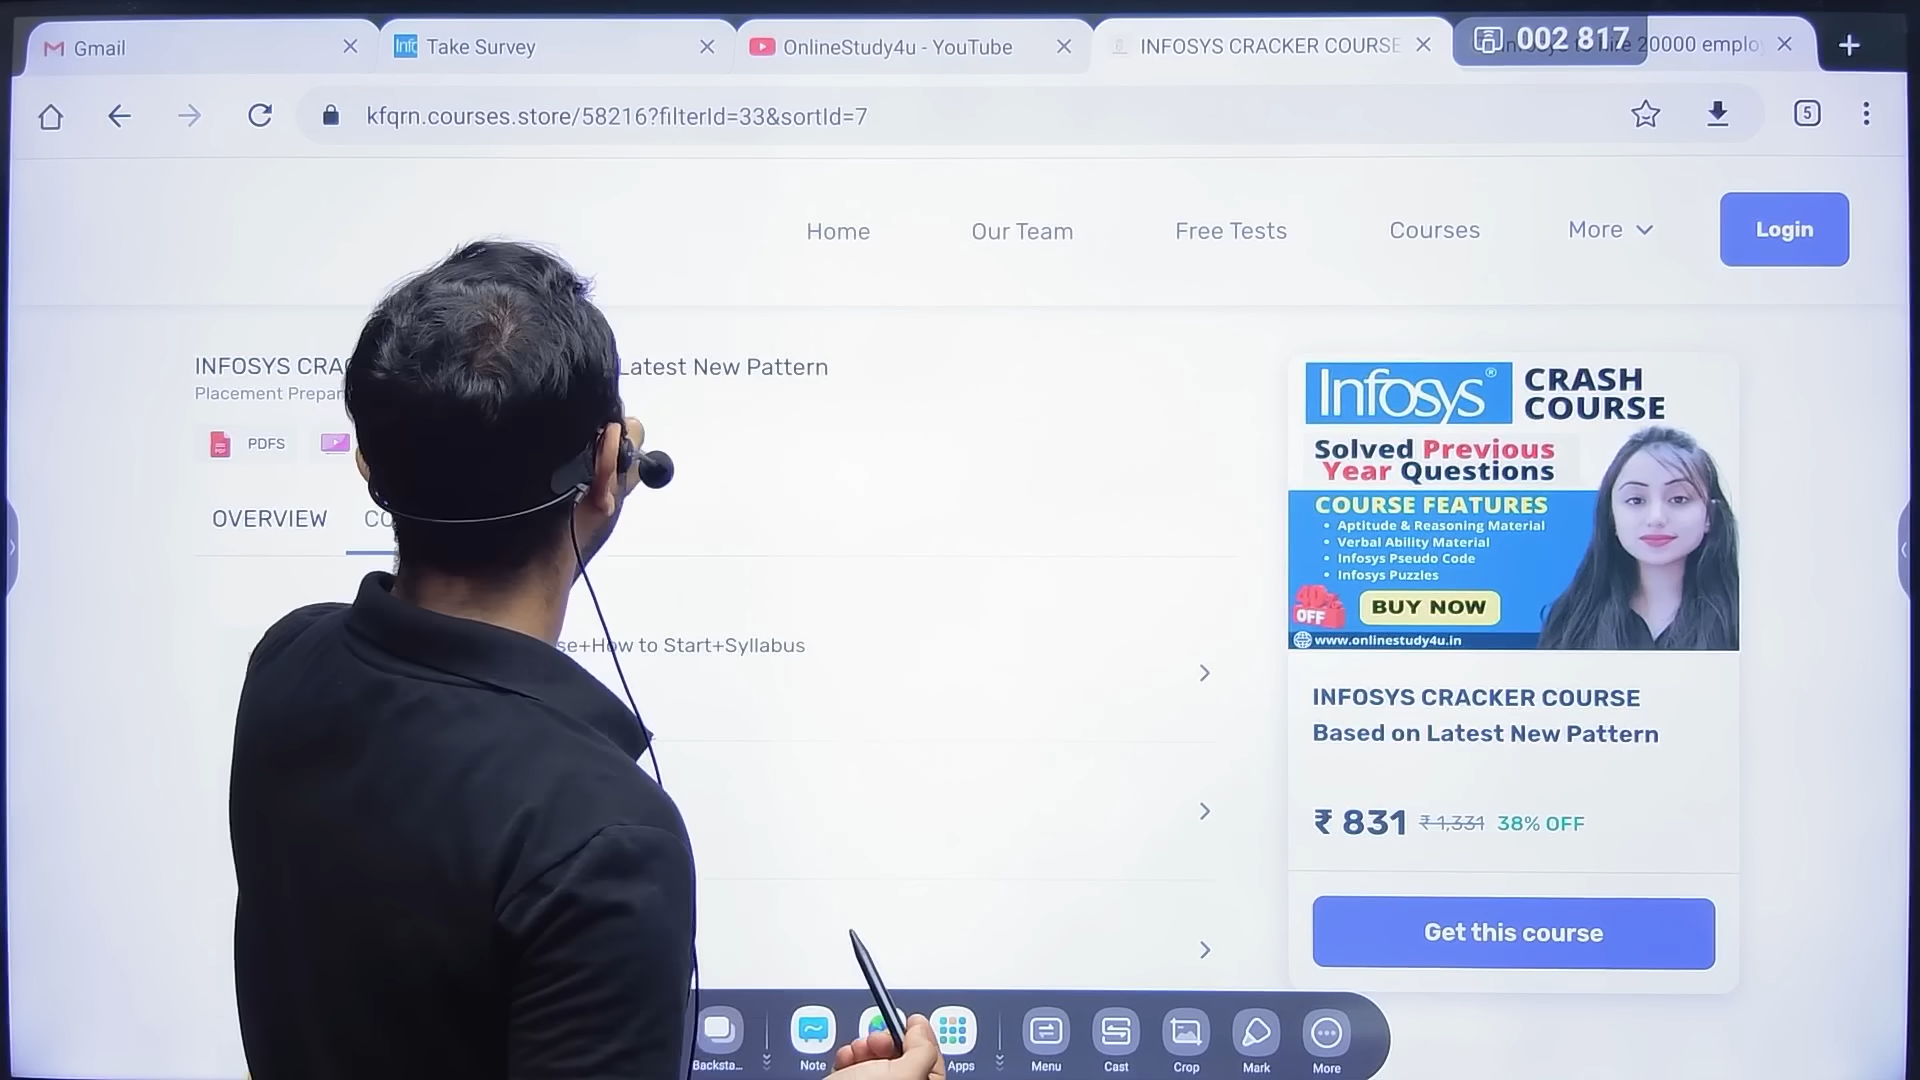 Gmail
Take Survey
OnlineStudy4u - YouTube
INFOSYS CRACKER COURSE
002 817
20000 emplo
kfqrn.courses.store/58216?filterId=33&sortId=7
5
Home
Our Team
Free Tests
Courses
More
Login
INFOSYS CRA
Latest New Pattern
Placement Prepar
PDFS
OVERVIEW
CO
se+How to Start+Syllabus
Infosys®
CRASH
COURSE
Solved Previous
Year Questions
COURSE FEATURES
• Aptitude & Reasoning Material
• Verbal Ability Material
• Infosys Pseudo Code
• Infosys Puzzles
40%
OFF
BUY NOW
www.onlinestudy4u.in
INFOSYS CRACKER COURSE
Based on Latest New Pattern
₹ 831 ₹ 1,331 38% OFF
Get this course
Backsta...
Note
Apps
Menu
Cast
Crop
Mark
More